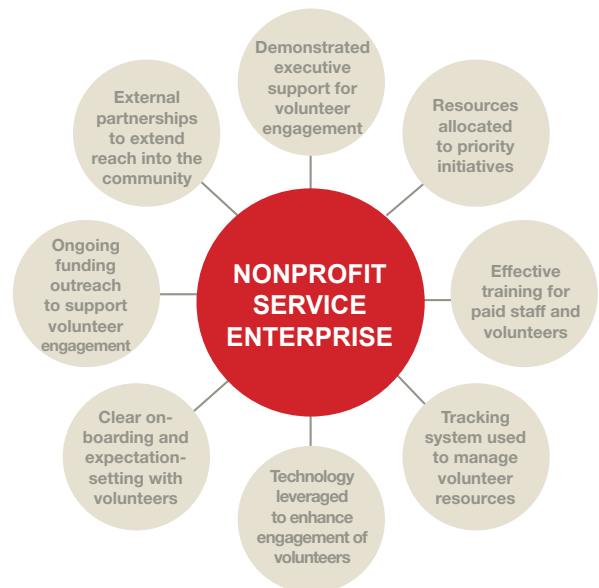 Demonstrated
executive
support for
volunteer
engagement
Resources
allocated
to priority
initiatives
Effective
training for
paid staff and
volunteers
Tracking
system used
to manage
volunteer
resources
Technology
leveraged
to enhance
engagement of
volunteers
Clear on-
boarding and
expectation-
setting with
volunteers
Ongoing
funding
outreach
to support
volunteer
engagement
External
partnerships
to extend
reach into the
community
NONPROFIT
SERVICE
ENTERPRISE